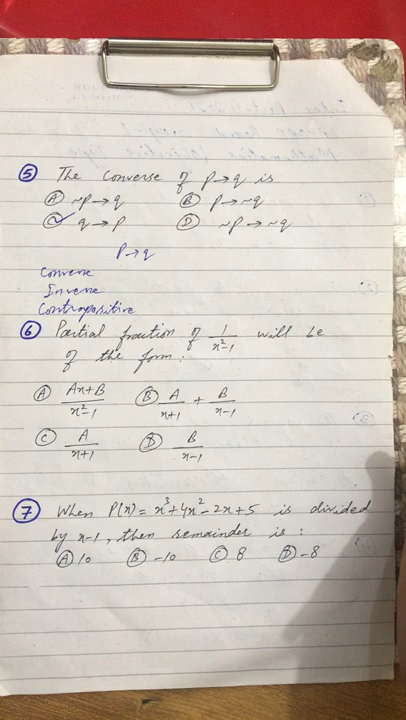 ⑤ The converse of p→q is
Ⓐ ~p→q Ⓑ p→~q
Ⓒ q→p Ⓓ ~p→~q
p→q
Converse
Inverse
Contrapositive
⑥ Partial fraction of 1/(x²-1) will be
of the form :
Ⓐ (Ax+B)/(x²-1) Ⓑ A/(x+1) + B/(x-1)
Ⓒ A/(x+1) Ⓓ B/(x-1)
⑦ When P(x) = x³+4x²-2x+5 is divided
by x-1, then remainder is :
Ⓐ 10 Ⓑ -10 Ⓒ 8 Ⓓ -8